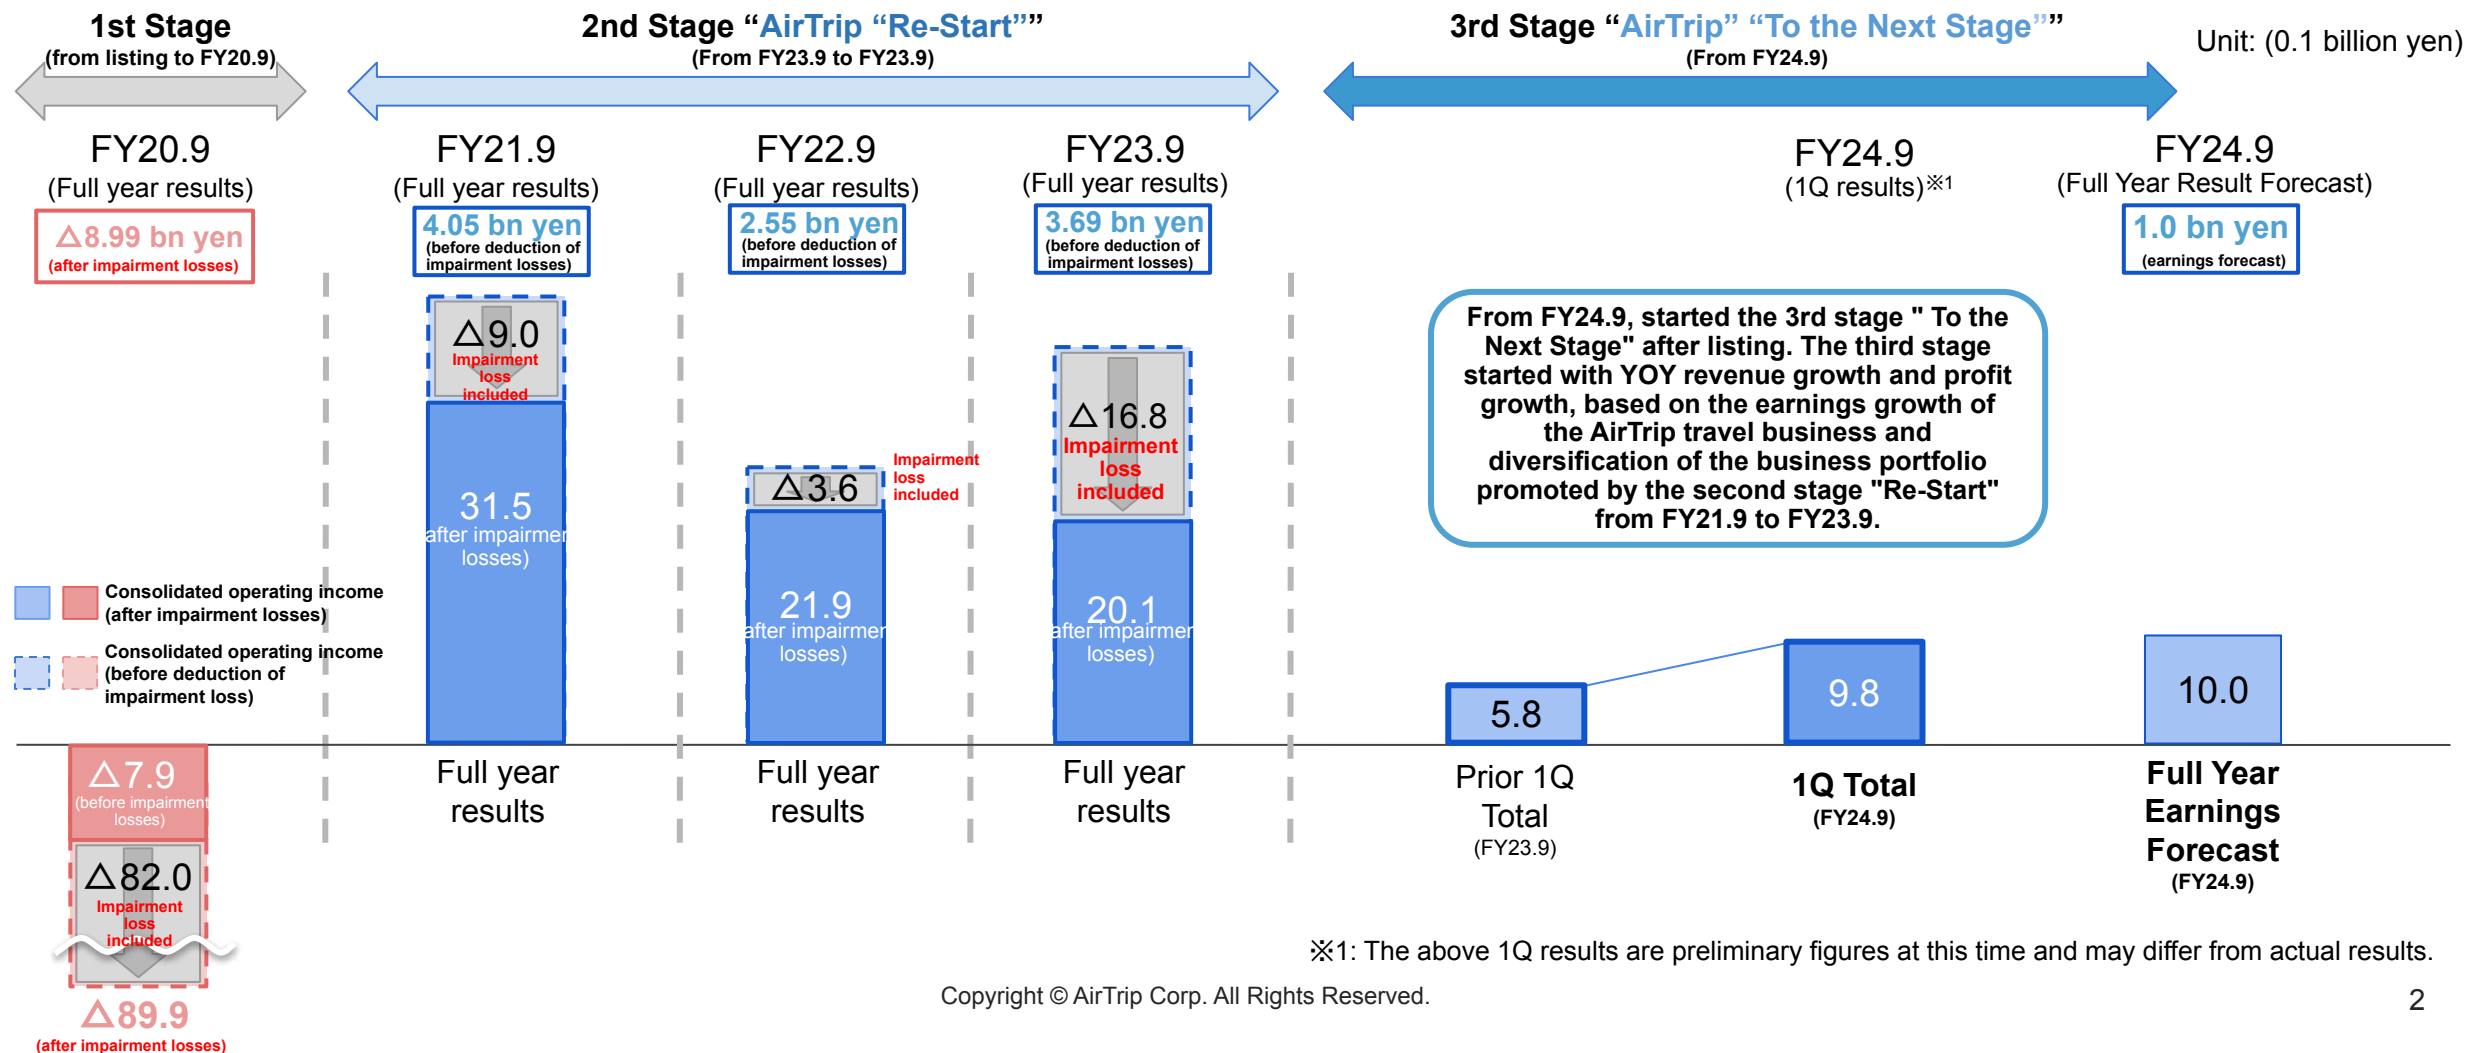 1st Stage
(from listing to FY20.9)
2nd Stage “AirTrip “Re-Start””
(From FY23.9 to FY23.9)
3rd Stage “AirTrip” “To the Next Stage””
(From FY24.9)
Unit: (0.1 billion yen)
FY20.9
(Full year results)
△8.99 bn yen
(after impairment losses)
FY21.9
(Full year results)
4.05 bn yen
(before deduction of
impairment losses)
FY22.9
(Full year results)
2.55 bn yen
(before deduction of
impairment losses)
FY23.9
(Full year results)
3.69 bn yen
(before deduction of
impairment losses)
FY24.9
(1Q results)※1
FY24.9
(Full Year Result Forecast)
1.0 bn yen
(earnings forecast)
△9.0
Impairment
loss
included
31.5
after impairmen
losses)
△3.6
Impairment
loss
included
21.9
after impairmen
losses)
△16.8
Impairment
loss
included
20.1
after impairmen
losses)
From FY24.9, started the 3rd stage " To the
Next Stage" after listing. The third stage
started with YOY revenue growth and profit
growth, based on the earnings growth of
the AirTrip travel business and
diversification of the business portfolio
promoted by the second stage "Re-Start"
from FY21.9 to FY23.9.
Consolidated operating income
(after impairment losses)
Consolidated operating income
(before deduction of
impairment loss)
5.8
9.8
10.0
△7.9
(before impairment
losses)
△82.0
Impairment
loss
included
△89.9
(after impairment losses)
Full year
results
Full year
results
Full year
results
Prior 1Q
Total
(FY23.9)
1Q Total
(FY24.9)
Full Year
Earnings
Forecast
(FY24.9)
※1: The above 1Q results are preliminary figures at this time and may differ from actual results.
Copyright © AirTrip Corp. All Rights Reserved.
2